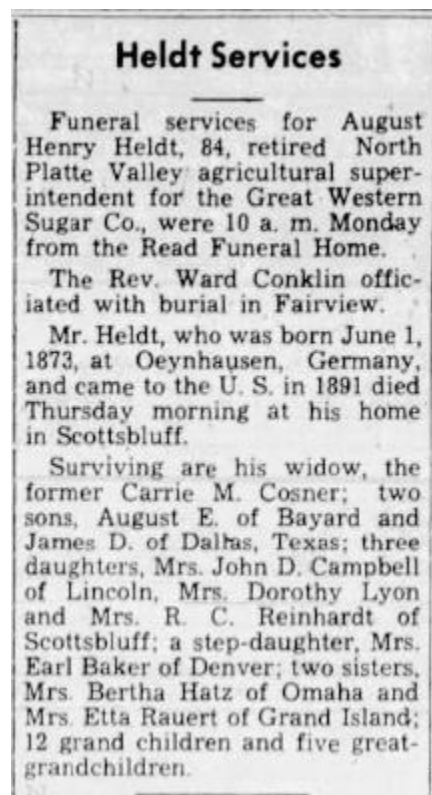 Heldt Services
Funeral services for August
Henry Heldt, 84, retired North
Platte Valley agricultural super-
intendent for the Great Western
Sugar Co., were 10 a. m. Monday
from the Read Funeral Home.
The Rev. Ward Conklin offic-
iated with burial in Fairview.
Mr. Heldt, who was born June 1,
1873, at Oeynhausen, Germany,
and came to the U. S. in 1891 died
Thursday morning at his home
in Scottsbluff.
Surviving are his widow, the
former Carrie M. Cosner; two
sons, August E. of Bayard and
James D. of Dallas, Texas; three
daughters, Mrs. John D. Campbell
of Lincoln, Mrs. Dorothy Lyon
and Mrs. R. C. Reinhardt of
Scottsbluff; a step-daughter, Mrs.
Earl Baker of Denver; two sisters,
Mrs. Bertha Hatz of Omaha and
Mrs. Etta Rauert of Grand Island;
12 grand children and five great-
grandchildren.